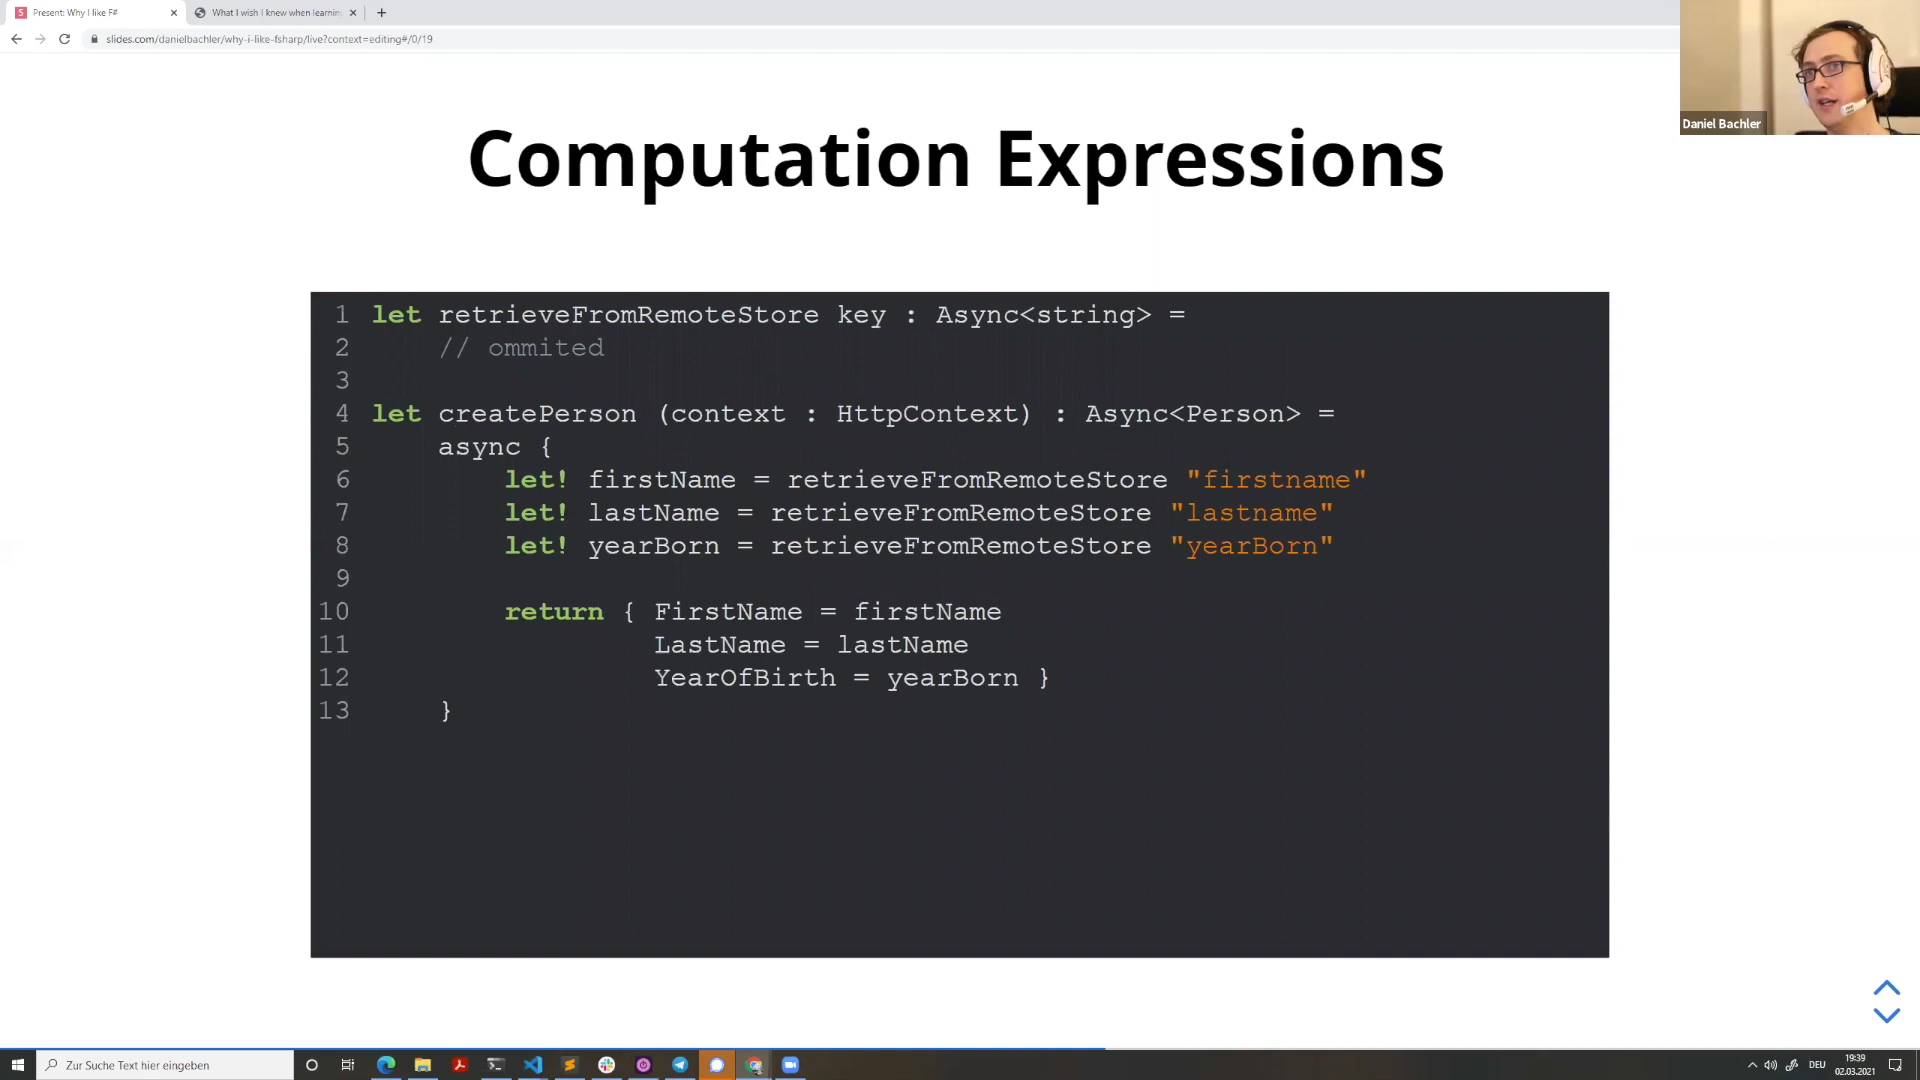 Present: Why I like F#
What I wish I knew when learning
slides.com/danielbachler/why-i-like-fsharp/live?context=editing#/0/19
Daniel Bachler
Computation Expressions
1 let retrieveFromRemoteStore key : Async<string> =
2 // ommited
3
4 let createPerson (context : HttpContext) : Async<Person> =
5 async {
6 let! firstName = retrieveFromRemoteStore "firstname"
7 let! lastName = retrieveFromRemoteStore "lastname"
8 let! yearBorn = retrieveFromRemoteStore "yearBorn"
9
10 return { FirstName = firstName
11 LastName = lastName
12 YearOfBirth = yearBorn }
13 }
Zur Suche Text hier eingeben
DEU
19:39
02.03.2021